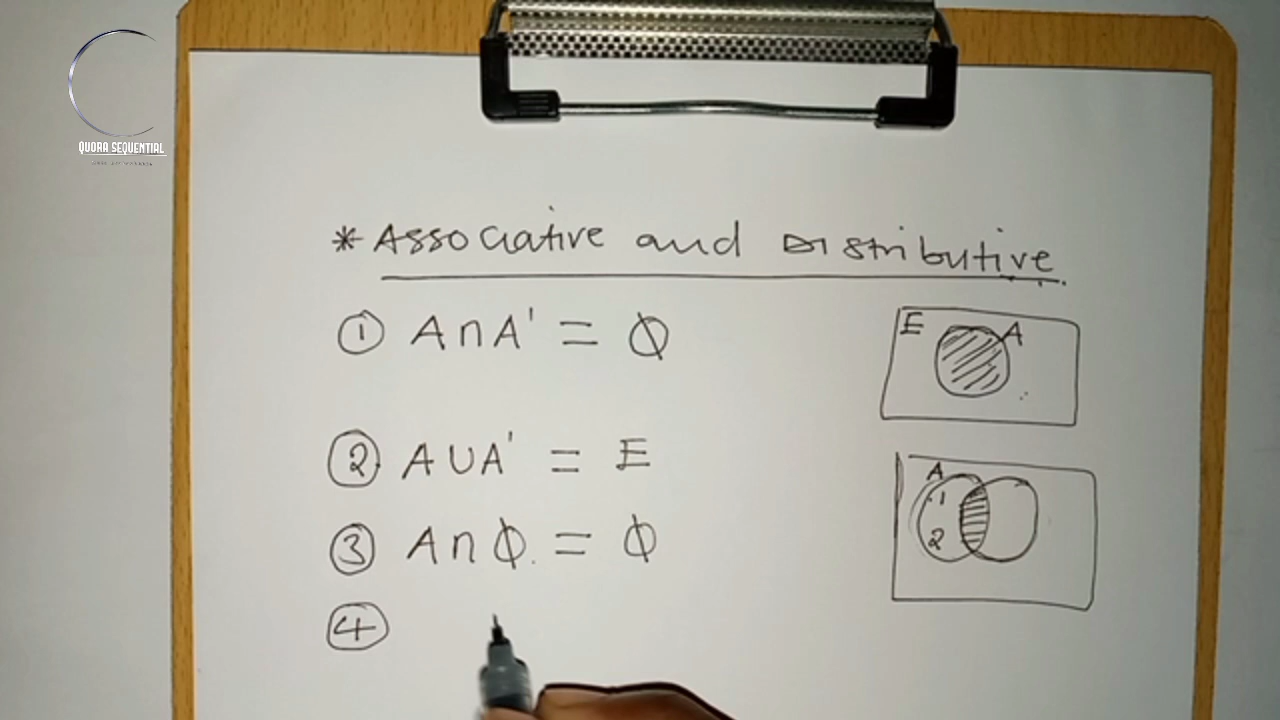 QUORA SEQUENTIAL
* Associative and Distributive
① A∩A' = Ø
E A
② A∪A' = E
A
1
2
③ A∩Ø. = Ø
④